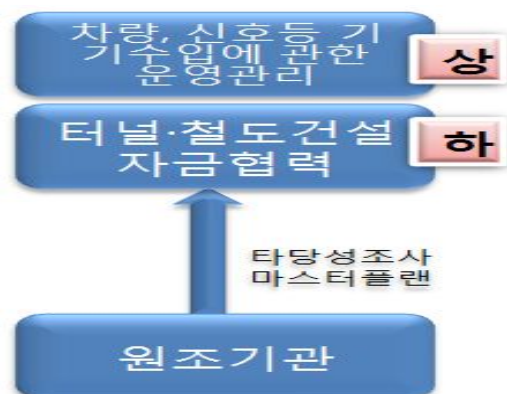 차량, 신호등 기
기수입에 관한
운영관리
상
터널·철도건설
자금협력
하
타당성조사
마스터플랜
원조기관